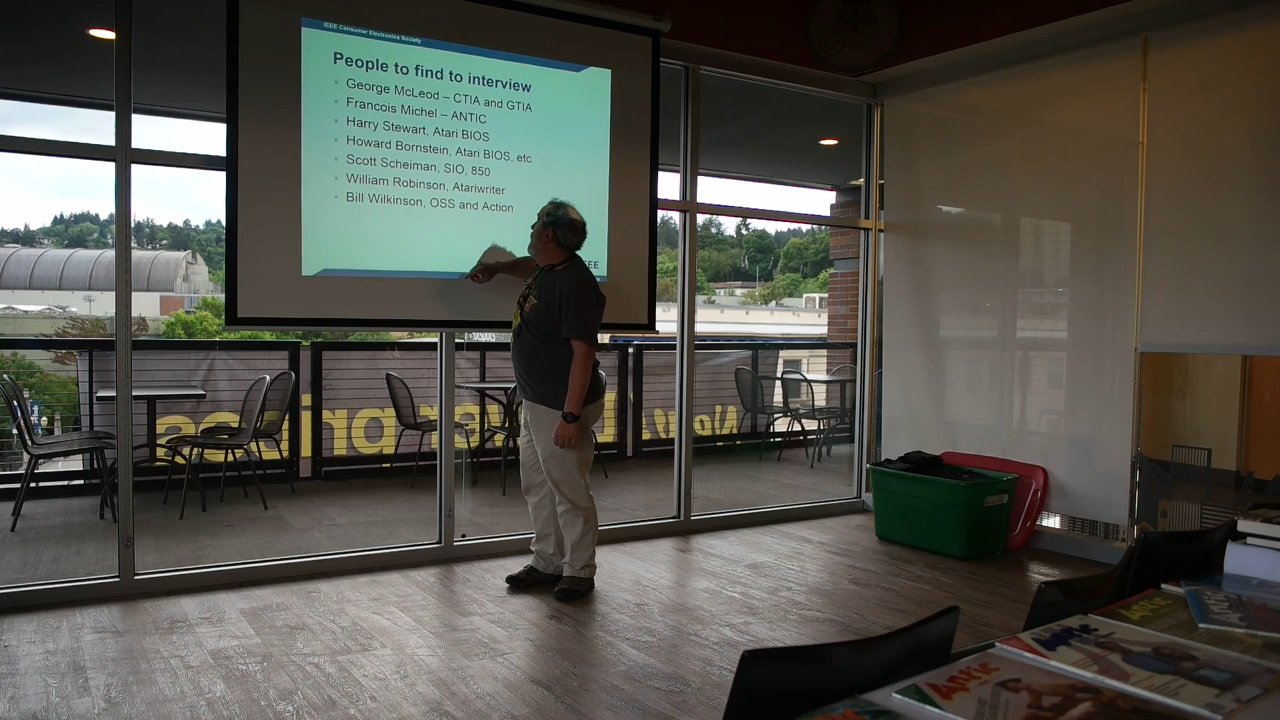 IEEE Consumer Electronics Society
People to find to interview
George McLeod – CTIA and GTIA
Francois Michel – ANTIC
Harry Stewart, Atari BIOS
Howard Bornstein, Atari BIOS, etc
Scott Scheiman, SIO, 850
William Robinson, Atariwriter
Bill Wilkinson, OSS and Action
EE
Antic
Antic